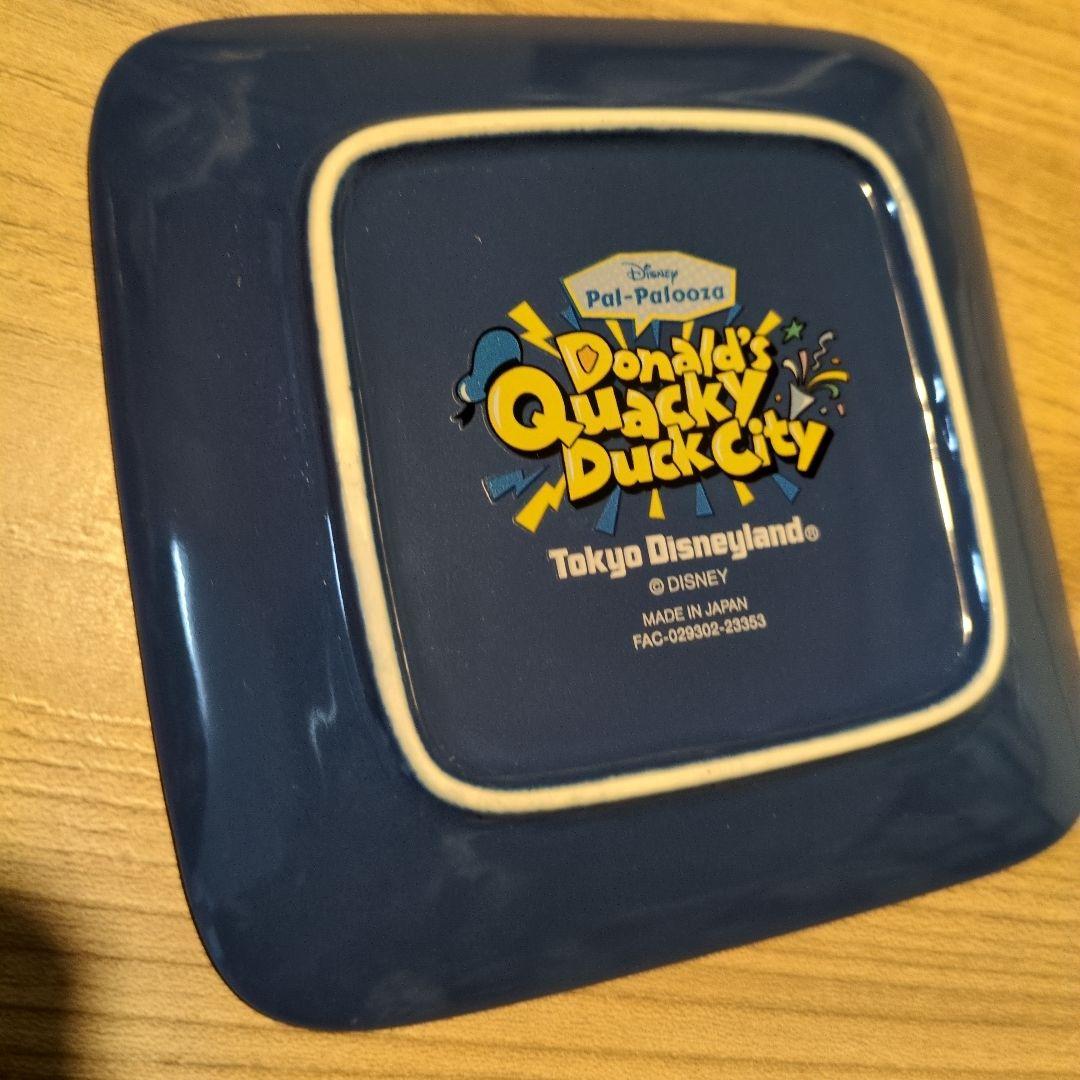 Disney
Pal-Palooza
Donald's
Quacky
Duck City
Tokyo Disneyland®
© DISNEY
MADE IN JAPAN
FAC-029302-23353